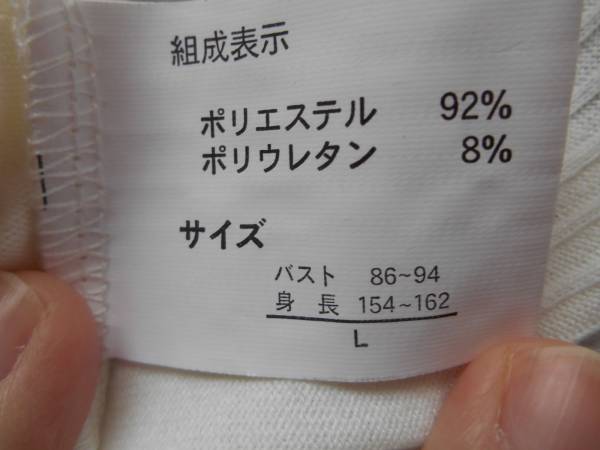 組成表示
ポリエステル 92%
ポリウレタン 8%
サイズ
バスト 86~94
身長 154~162
L